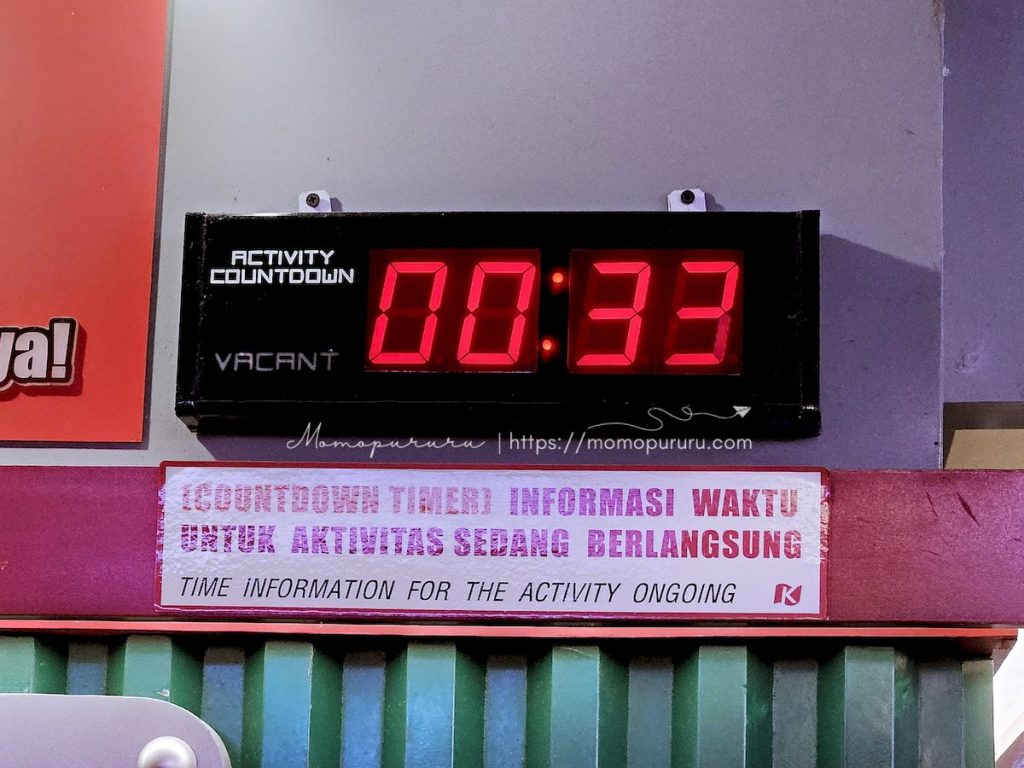 ya!
ACTIVITY
COUNTDOWN
00:33
VACANT
Momopururu | https://momopururu.com
(COUNTDOWN TIMER) INFORMASI WAKTU
UNTUK AKTIVITAS SEDANG BERLANGSUNG
TIME INFORMATION FOR THE ACTIVITY ONGOING
K